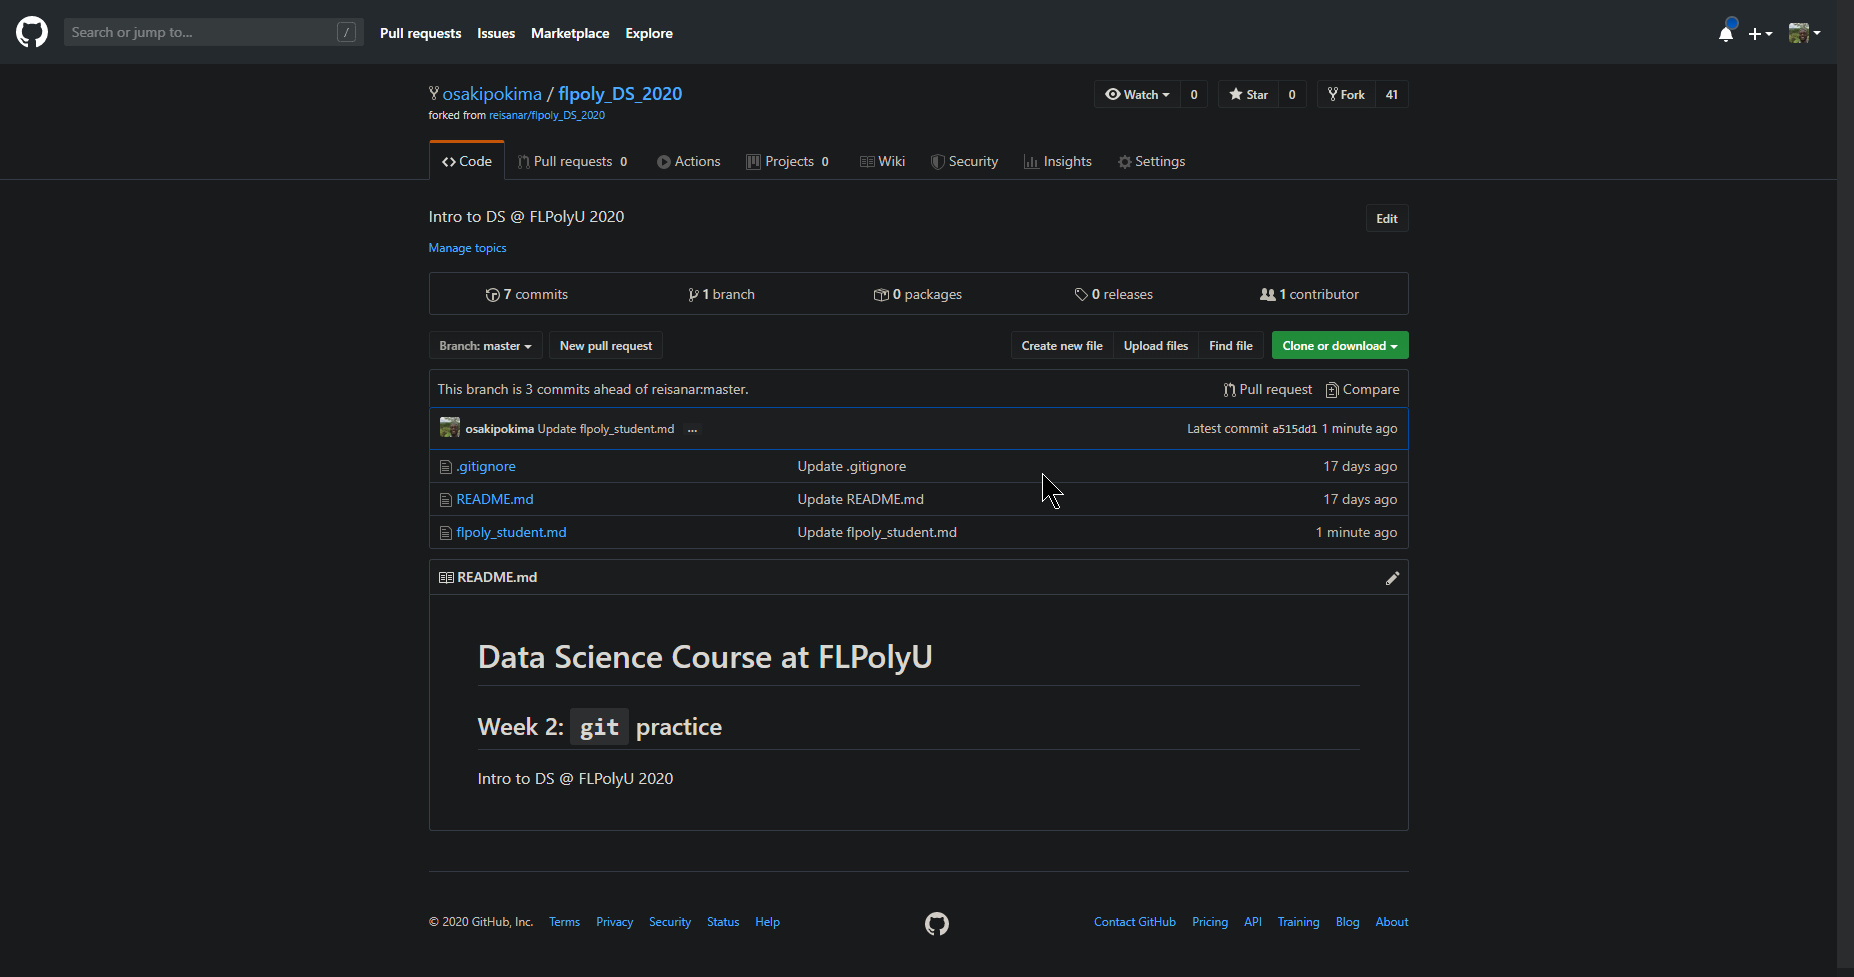 Search or jump to... / Pull requests Issues Marketplace Explore
osakipokima / flpoly_DS_2020 Watch 0 Star 0 Fork 41
forked from reisanar/flpoly_DS_2020
Code Pull requests 0 Actions Projects 0 Wiki Security Insights Settings
Intro to DS @ FLPolyU 2020 Edit
Manage topics
7 commits 1 branch 0 packages 0 releases 1 contributor
Branch: master New pull request Create new file Upload files Find file Clone or download
This branch is 3 commits ahead of reisanar:master. Pull request Compare
osakipokima Update flpoly_student.md ... Latest commit a515dd1 1 minute ago
.gitignore Update .gitignore 17 days ago
README.md Update README.md 17 days ago
flpoly_student.md Update flpoly_student.md 1 minute ago
README.md
Data Science Course at FLPolyU
Week 2: git practice
Intro to DS @ FLPolyU 2020
© 2020 GitHub, Inc. Terms Privacy Security Status Help Contact GitHub Pricing API Training Blog About